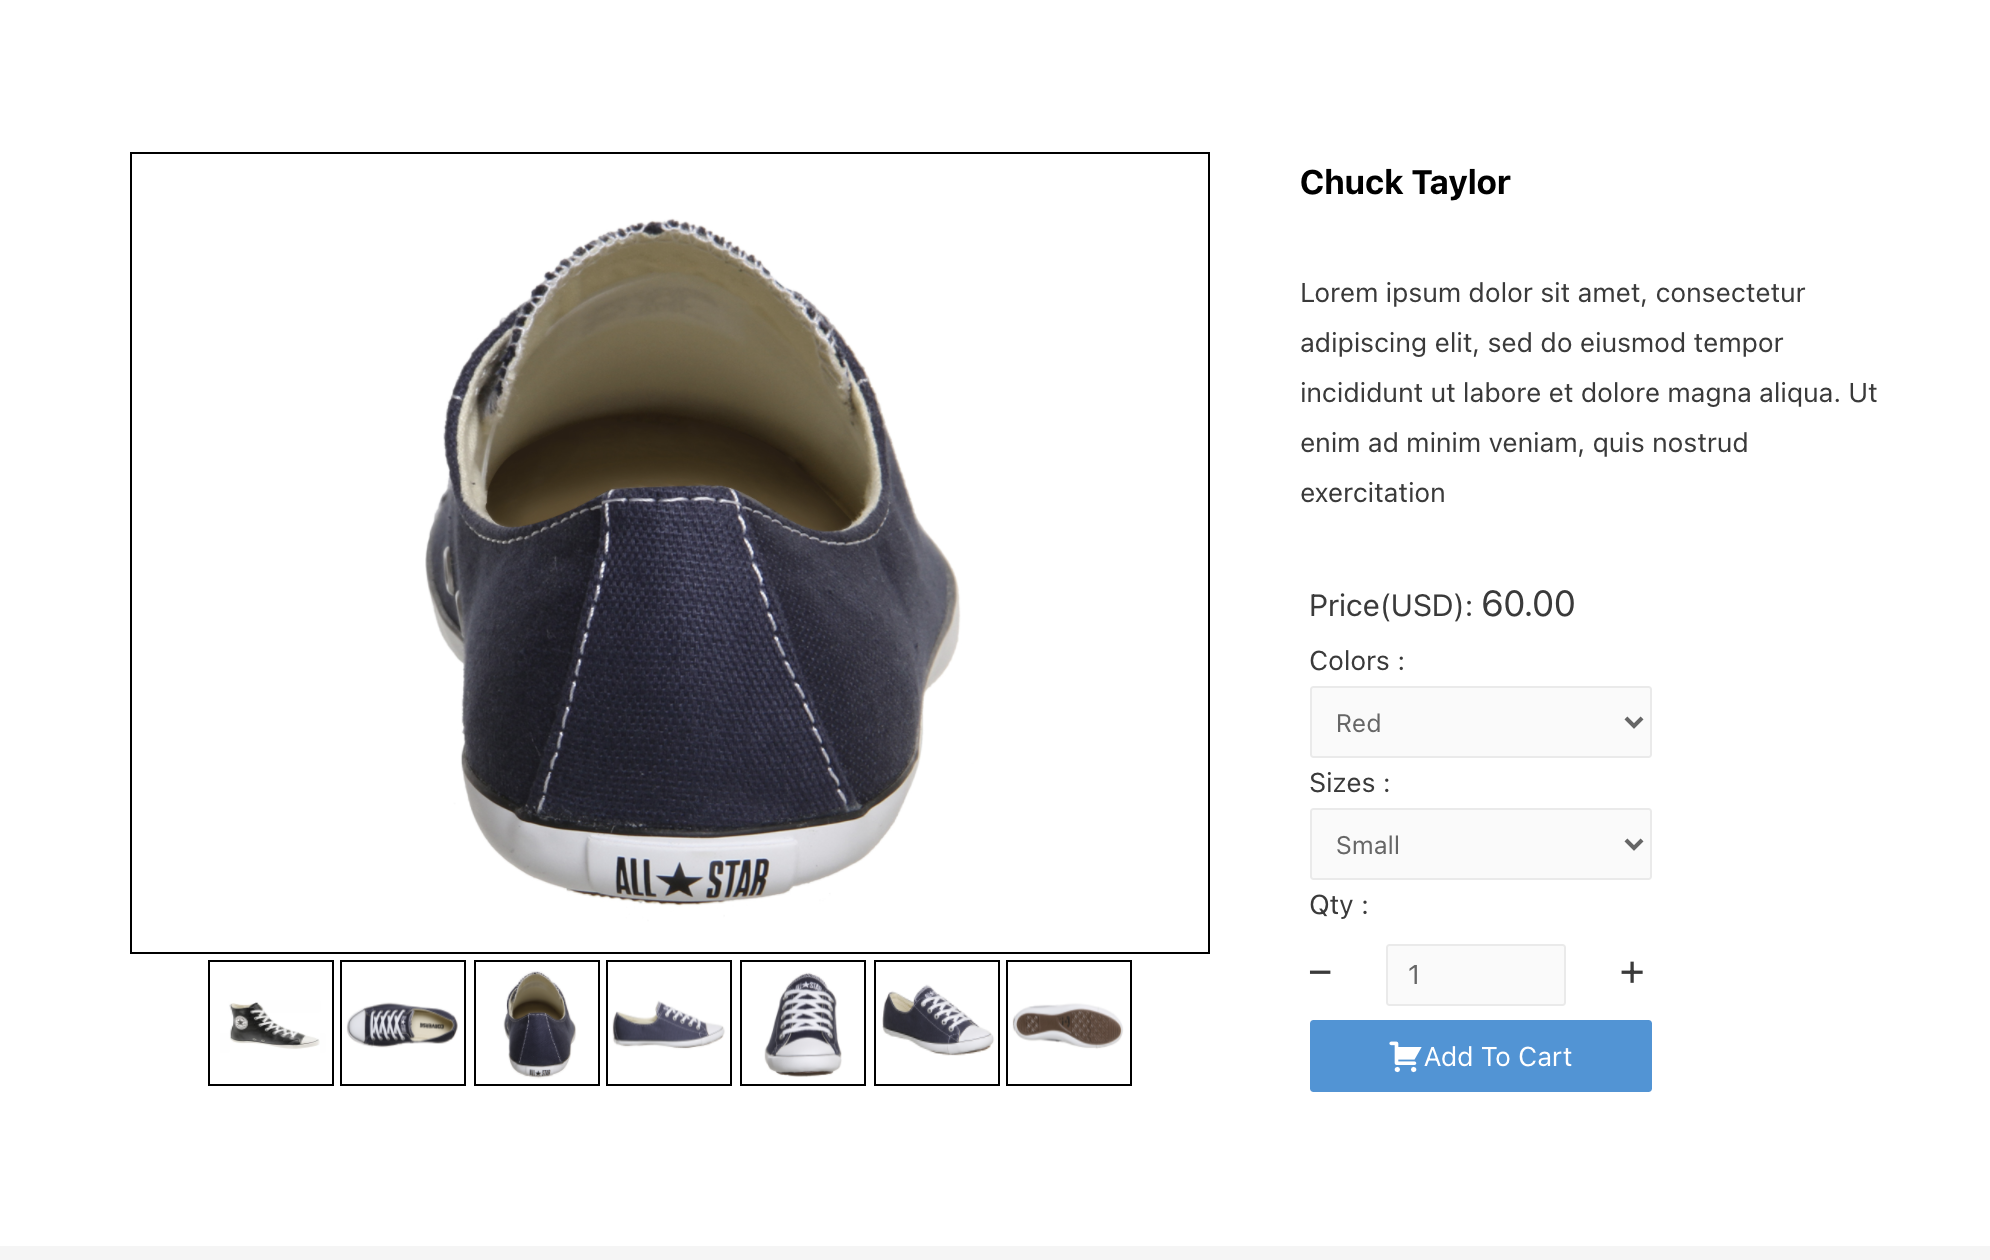 Chuck Taylor
Lorem ipsum dolor sit amet, consectetur
adipiscing elit, sed do eiusmod tempor
incididunt ut labore et dolore magna aliqua. Ut
enim ad minim veniam, quis nostrud
exercitation
Price(USD): 60.00
Colors :
Red
Sizes :
Small
Qty :
− 1 +
Add To Cart
ALL★STAR